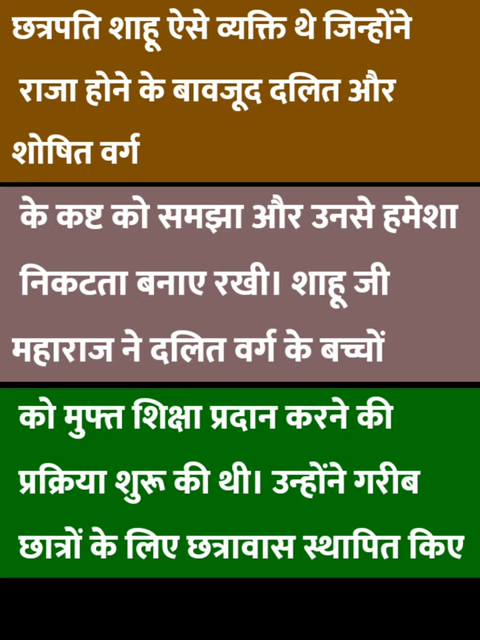 छत्रपति शाहू ऐसे व्यक्ति थे जिन्होंने
राजा होने के बावजूद दलित और
शोषित वर्ग
के कष्ट को समझा और उनसे हमेशा
निकटता बनाए रखी। शाहू जी
महाराज ने दलित वर्ग के बच्चों
को मुफ्त शिक्षा प्रदान करने की
प्रक्रिया शुरू की थी। उन्होंने गरीब
छात्रों के लिए छत्रावास स्थापित किए